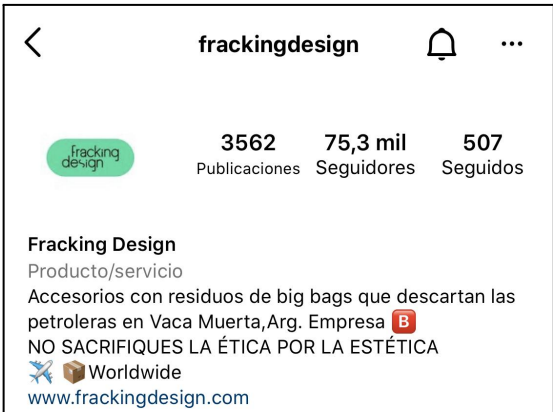 frackingdesign
fracking
design
3562 75,3 mil 507
Publicaciones Seguidores Seguidos
Fracking Design
Producto/servicio
Accesorios con residuos de big bags que descartan las
petroleras en Vaca Muerta,Arg. Empresa 🅱️
NO SACRIFIQUES LA ÉTICA POR LA ESTÉTICA
✈️ 📦Worldwide
www.frackingdesign.com